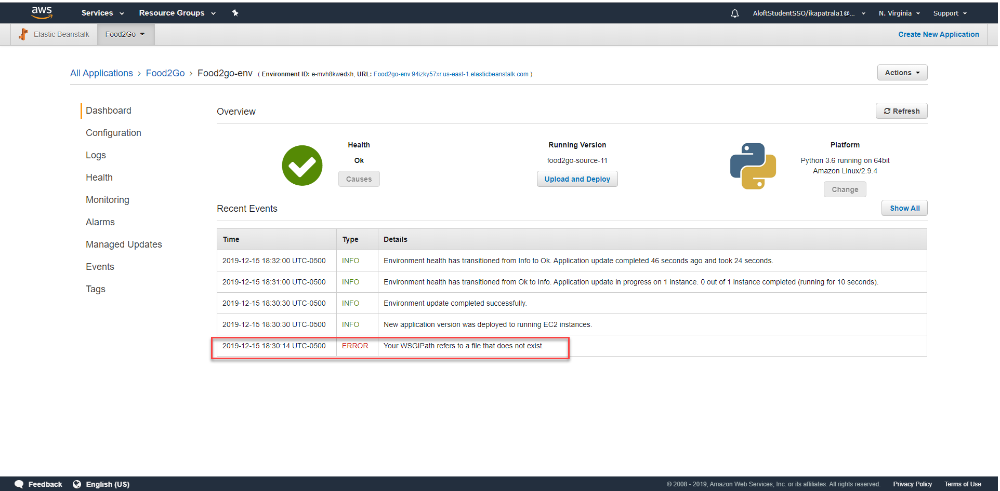 aws Services Resource Groups AloftStudentSSO/ikapatrala1@... N. Virginia Support
Elastic Beanstalk Food2Go Create New Application
All Applications > Food2Go > Food2go-env ( Environment ID: e-mvh8kwedxh, URL: Food2go-env.94izky57xr.us-east-1.elasticbeanstalk.com ) Actions
Dashboard
Configuration
Logs
Health
Monitoring
Alarms
Managed Updates
Events
Tags
Overview Refresh
Health
Ok
Causes
Running Version
food2go-source-11
Upload and Deploy
Platform
Python 3.6 running on 64bit
Amazon Linux/2.9.4
Change
Recent Events Show All
Time Type Details
2019-12-15 18:32:00 UTC-0500 INFO Environment health has transitioned from Info to Ok. Application update completed 46 seconds ago and took 24 seconds.
2019-12-15 18:31:00 UTC-0500 INFO Environment health has transitioned from Ok to Info. Application update in progress on 1 instance. 0 out of 1 instance completed (running for 10 seconds).
2019-12-15 18:30:30 UTC-0500 INFO Environment update completed successfully.
2019-12-15 18:30:30 UTC-0500 INFO New application version was deployed to running EC2 instances.
2019-12-15 18:30:14 UTC-0500 ERROR Your WSGIPath refers to a file that does not exist.
Feedback English (US) © 2008 - 2019, Amazon Web Services, Inc. or its affiliates. All rights reserved. Privacy Policy Terms of Use